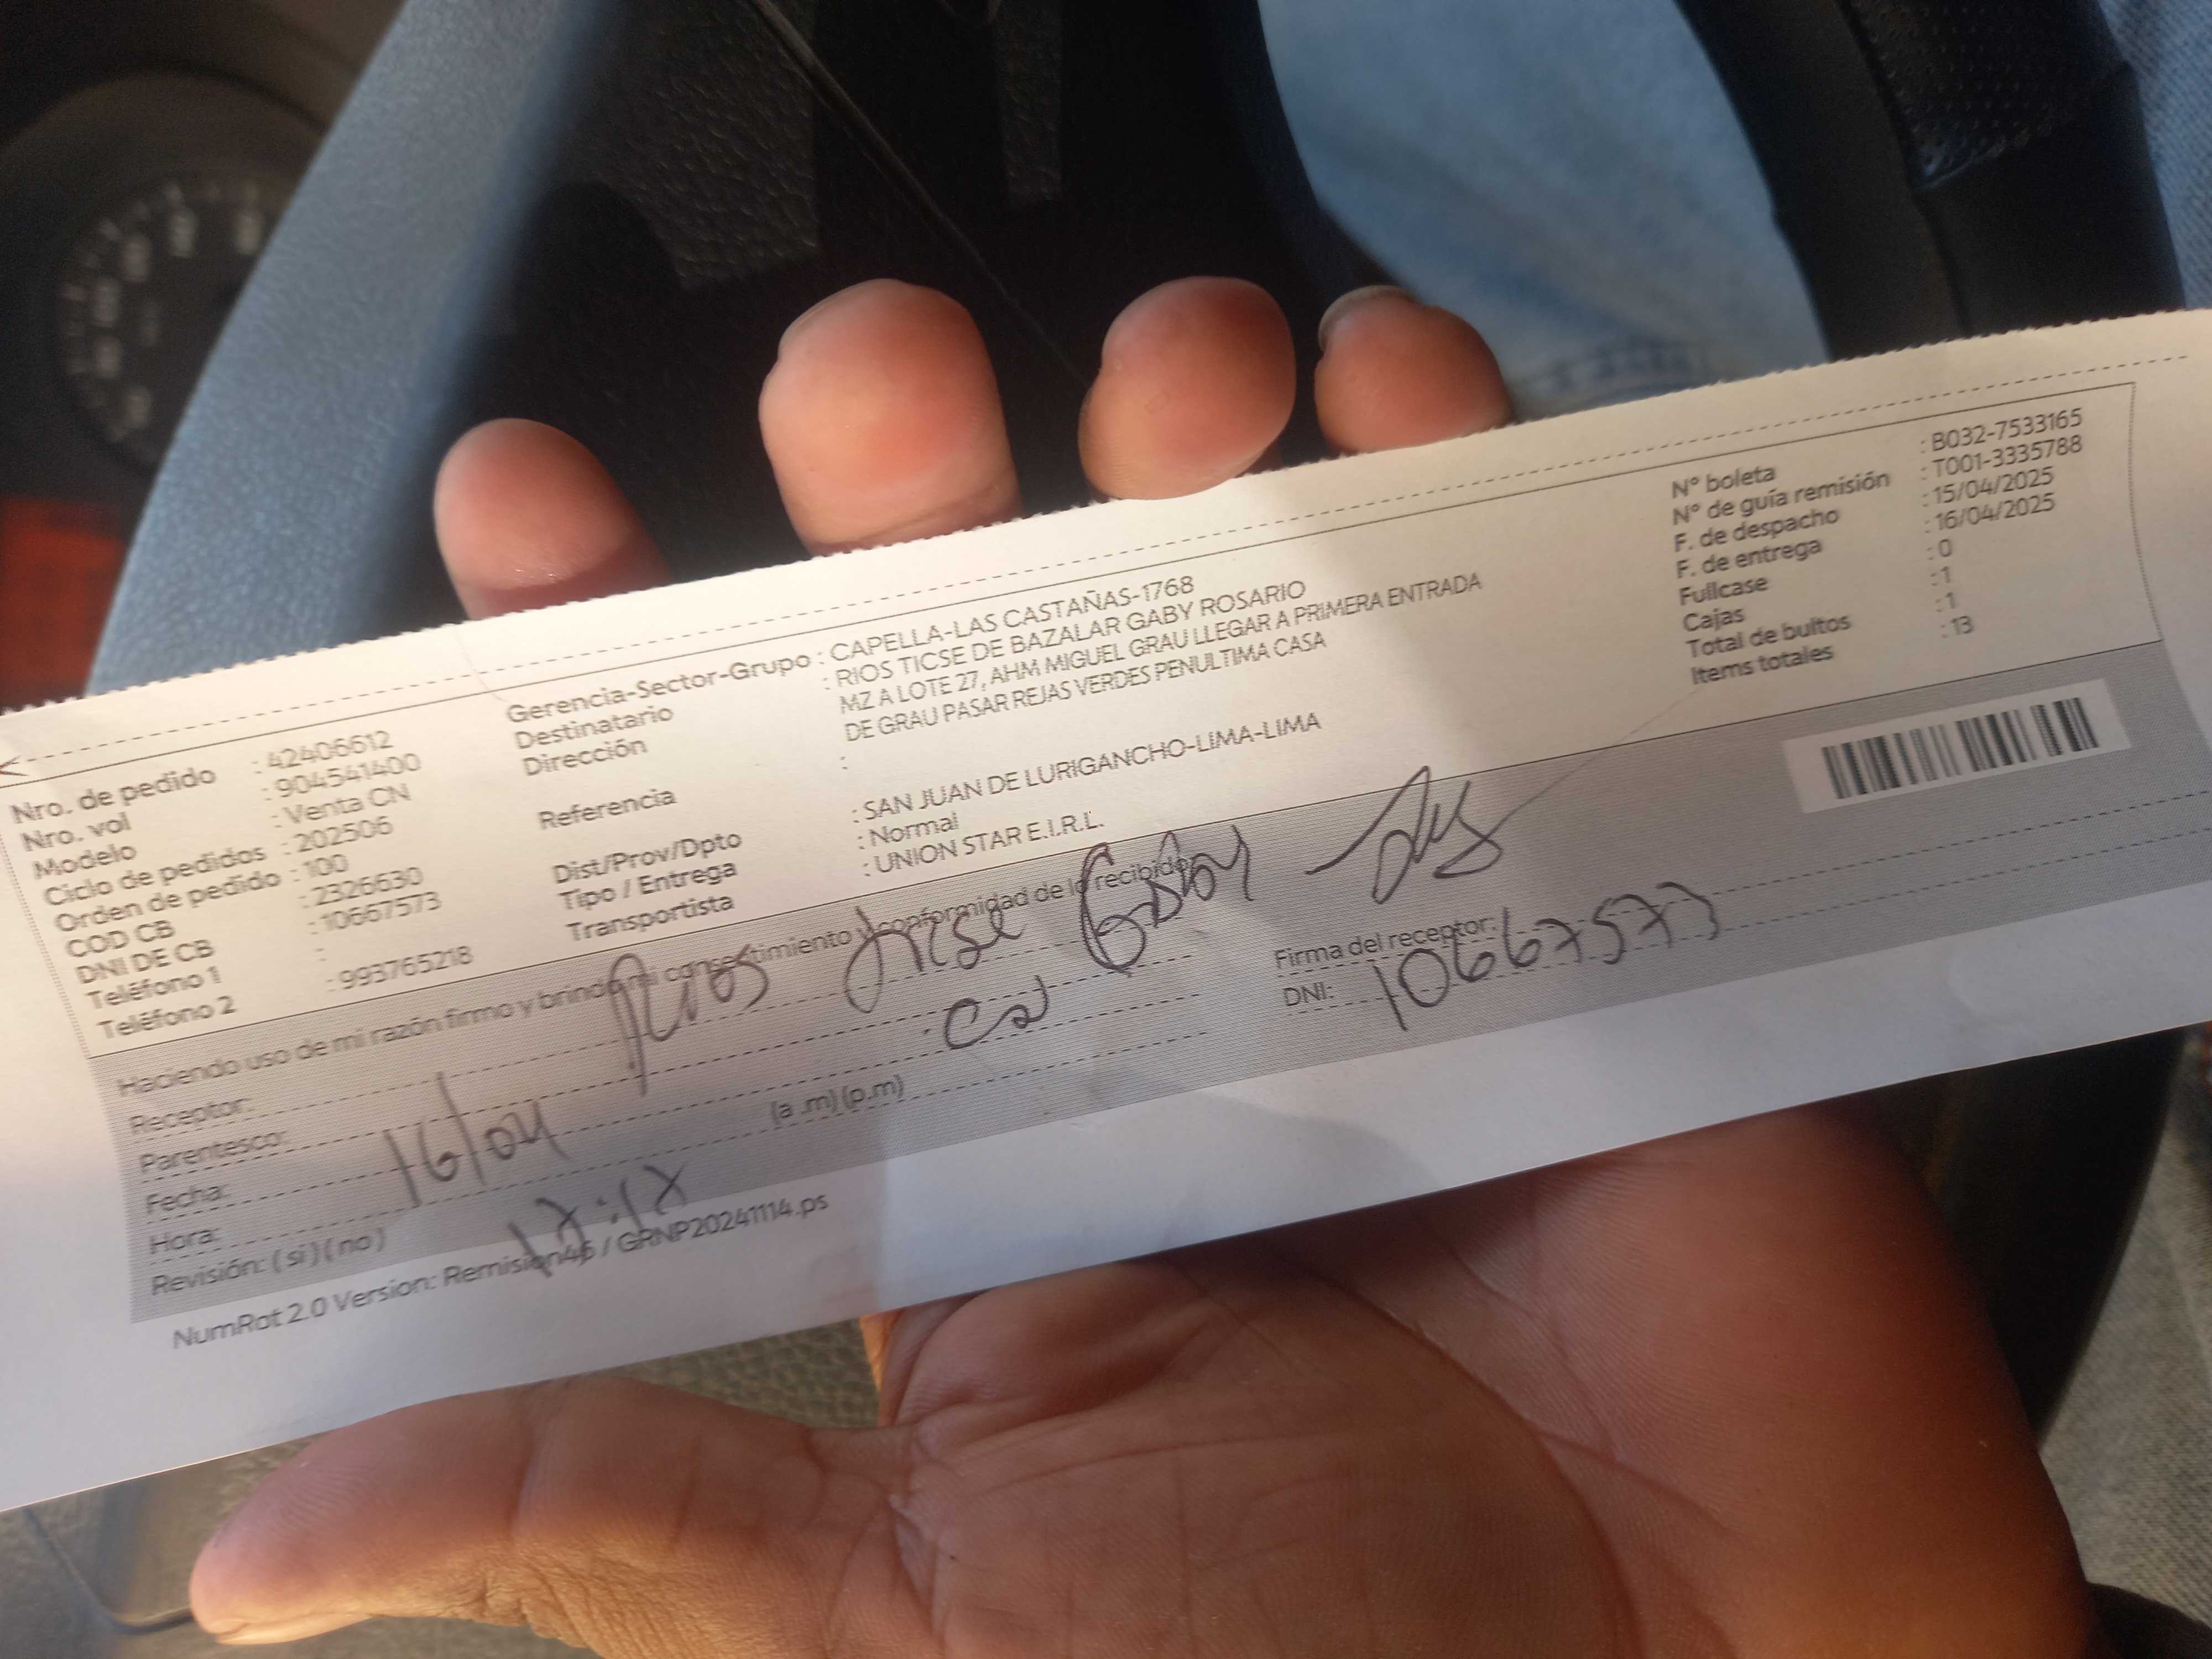 Nro. de pedido : 42406612
Nro. vol : 904541400
Modelo : Venta CN
Ciclo de pedidos : 202506
Orden de pedido : 100
COD CB : 2326630
DNI DE CB : 10667573
Teléfono 1 :
Teléfono 2 : 993765218
Gerencia-Sector-Grupo : CAPELLA-LAS CASTAÑAS-1768
Destinatario : RIOS TICSE DE BAZALAR GABY ROSARIO
Dirección MZ A LOTE 27, AHM MIGUEL GRAU LLEGAR A PRIMERA ENTRADA
DE GRAU PASAR REJAS VERDES PENULTIMA CASA
Referencia :
Dist/Prov/Dpto : SAN JUAN DE LURIGANCHO-LIMA-LIMA
Tipo / Entrega : Normal
Transportista : UNION STAR E.I.R.L.
N° boleta : B032-7533165
N° de guía remisión : T001-3335788
F. de despacho : 15/04/2025
F. de entrega : 16/04/2025
Fullcase : 0
Cajas : 1
Total de bultos : 1
Items totales : 13
Haciendo uso de mi razón firmo y brindo mi consentimiento y conformidad de lo recibido.
Receptor: Rios Ticse Gaby
Parentesco:
Fecha: 16/04
Hora: 17:17 (a .m) (p.m)
Revisión: ( si ) ( no )
Firma del receptor:
DNI: 10667573
NumRot 2.0 Version: Remision46 / GRNP20241114.ps